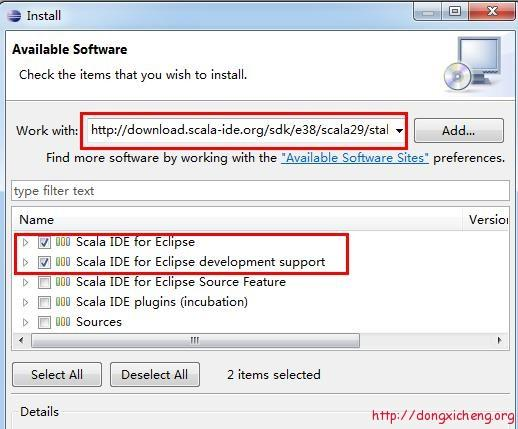 Install
Available Software
Check the items that you wish to install.
Work with: http://download.scala-ide.org/sdk/e38/scala29/stal Add...
Find more software by working with the "Available Software Sites" preferences.
type filter text
Name Version
Scala IDE for Eclipse
Scala IDE for Eclipse development support
Scala IDE for Eclipse Source Feature
Scala IDE plugins (incubation)
Sources
Select All Deselect All 2 items selected
Details
http://dongxicheng.org